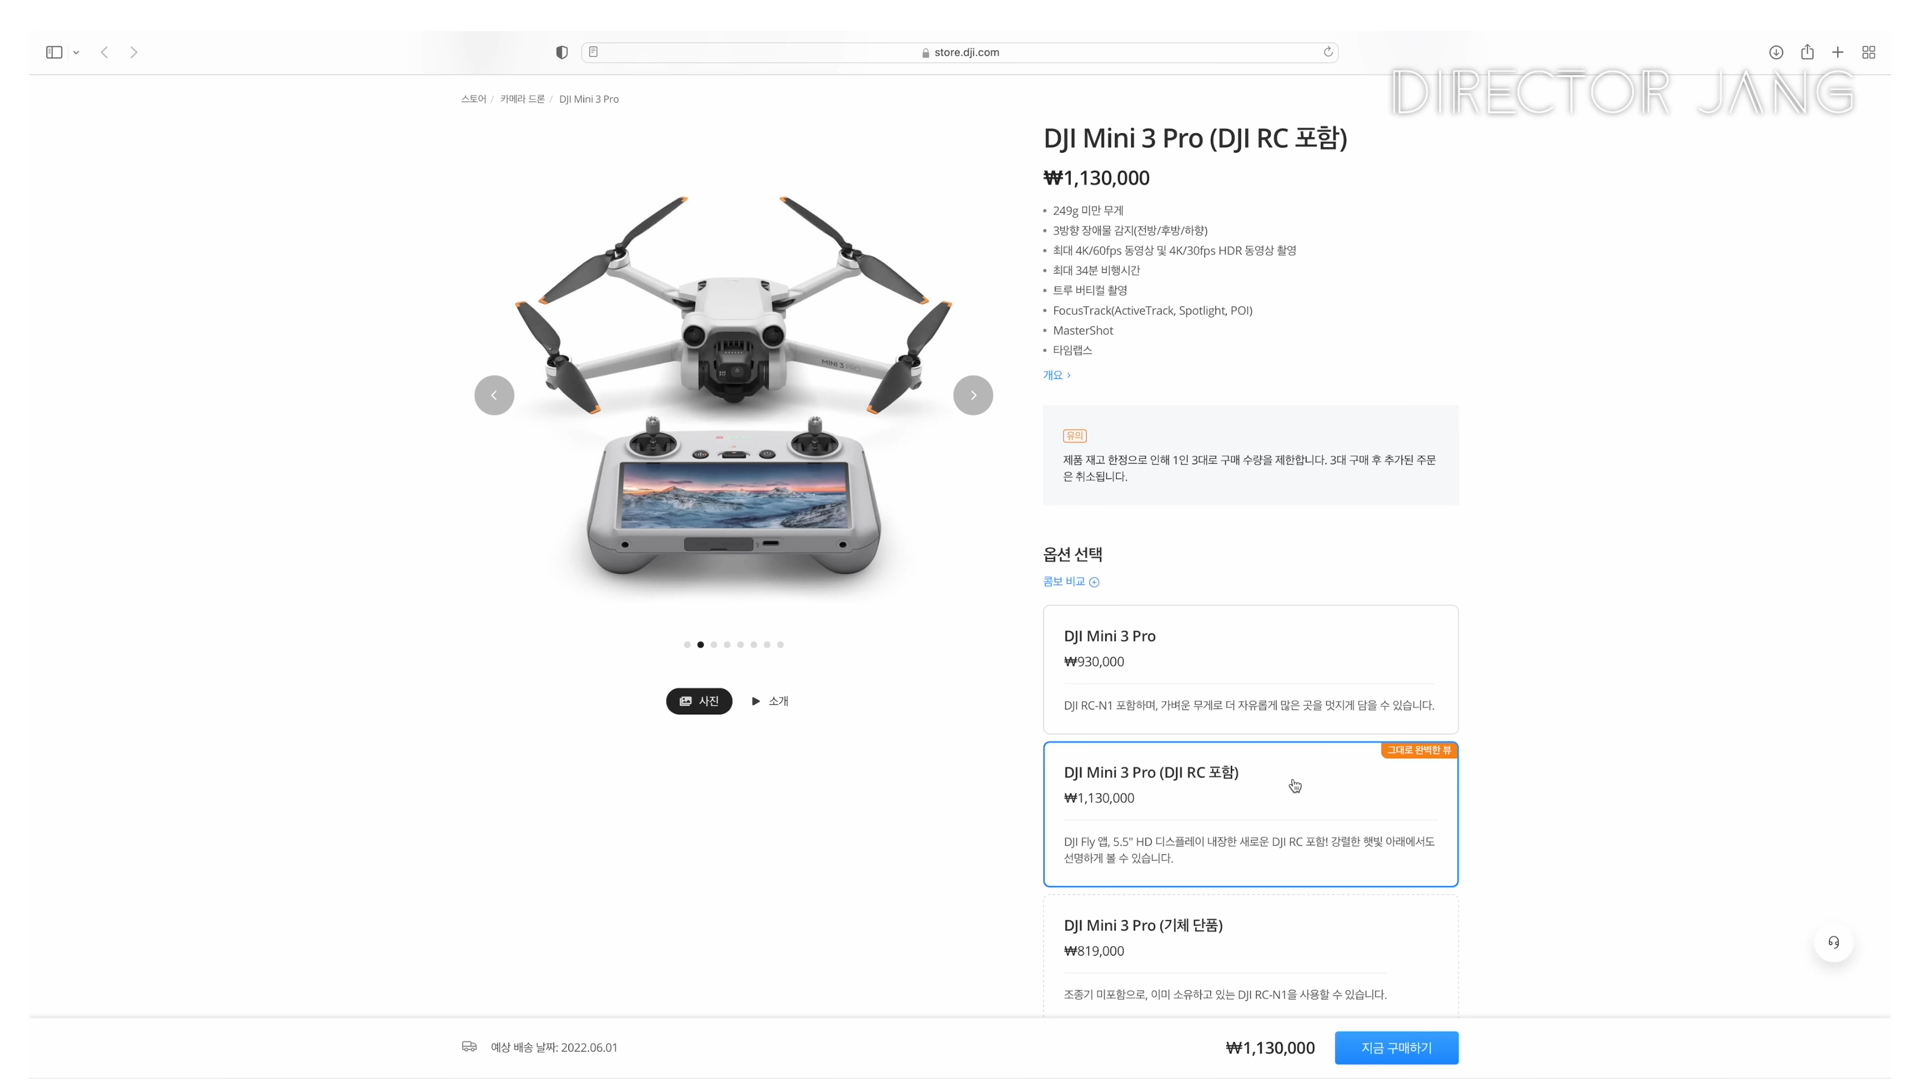 store.dji.com
DIRECTOR JANG
스토어 / 카메라 드론 / DJI Mini 3 Pro
DJI Mini 3 Pro (DJI RC 포함)
₩1,130,000
• 249g 미만 무게
• 3방향 장애물 감지(전방/후방/하향)
• 최대 4K/60fps 동영상 및 4K/30fps HDR 동영상 촬영
• 최대 34분 비행시간
• 트루 버티컬 촬영
• FocusTrack(ActiveTrack, Spotlight, POI)
• MasterShot
• 타임랩스
개요 >
MINI 3 PRO
유의
제품 재고 한정으로 인해 1인 3대로 구매 수량을 제한합니다. 3대 구매 후 추가된 주문
은 취소됩니다.
옵션 선택
콤보 비교
DJI Mini 3 Pro
₩930,000
DJI RC-N1 포함하며, 가벼운 무게로 더 자유롭게 많은 곳을 멋지게 담을 수 있습니다.
사진
소개
그대로 완벽한 뷰
DJI Mini 3 Pro (DJI RC 포함)
₩1,130,000
DJI Fly 앱, 5.5" HD 디스플레이 내장한 새로운 DJI RC 포함! 강렬한 햇빛 아래에서도
선명하게 볼 수 있습니다.
DJI Mini 3 Pro (기체 단품)
₩819,000
조종기 미포함으로, 이미 소유하고 있는 DJI RC-N1을 사용할 수 있습니다.
예상 배송 날짜: 2022.06.01
₩1,130,000
지금 구매하기